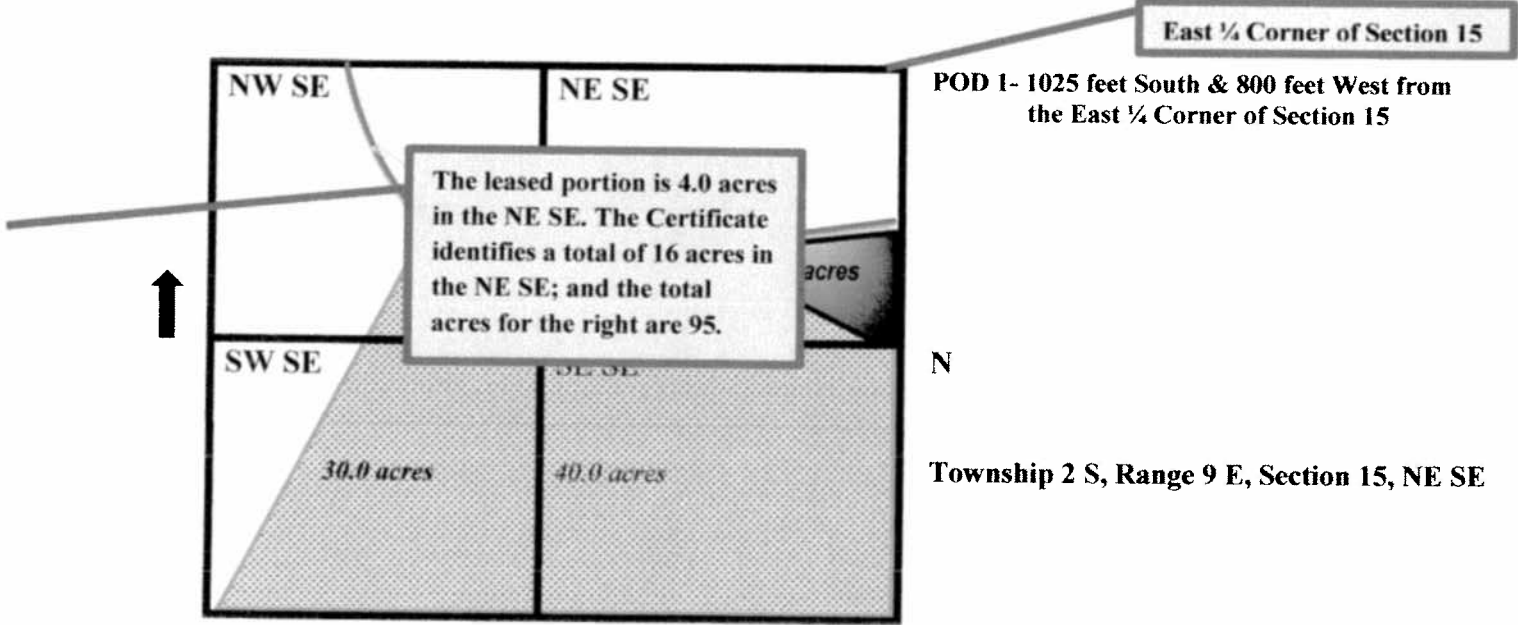 East ¼ Corner of Section 15
NW SE
NE SE
POD 1- 1025 feet South & 800 feet West from
the East ¼ Corner of Section 15
The leased portion is 4.0 acres
in the NE SE. The Certificate
identifies a total of 16 acres in
the NE SE; and the total
acres for the right are 95.
acres
SW SE
SE SE
N
30.0 acres
40.0 acres
Township 2 S, Range 9 E, Section 15, NE SE